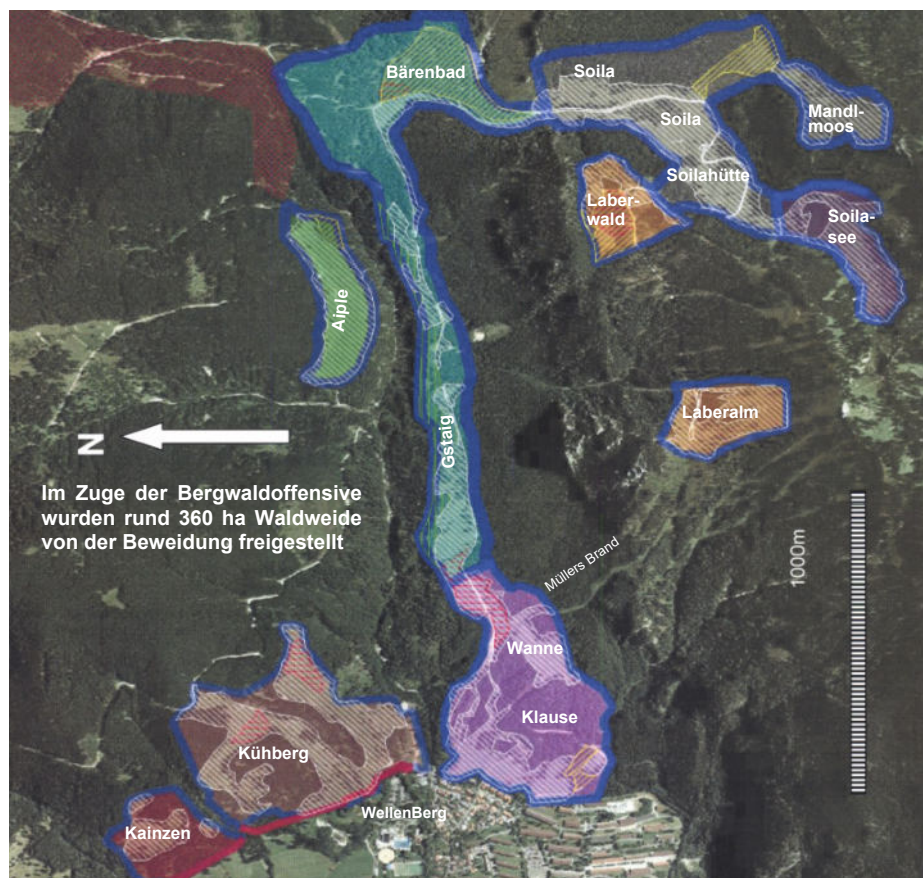 Bärenbad
Soila
Mandl-
moos
Soila
Soilahütte
Laber-
wald
Soila-
see
Aiple
Laberalm
Gstaig
N
Im Zuge der Bergwaldoffensive
wurden rund 360 ha Waldweide
von der Beweidung freigestellt
1000m
Müllers Brand
Wanne
Klause
Kühberg
WellenBerg
Kainzen